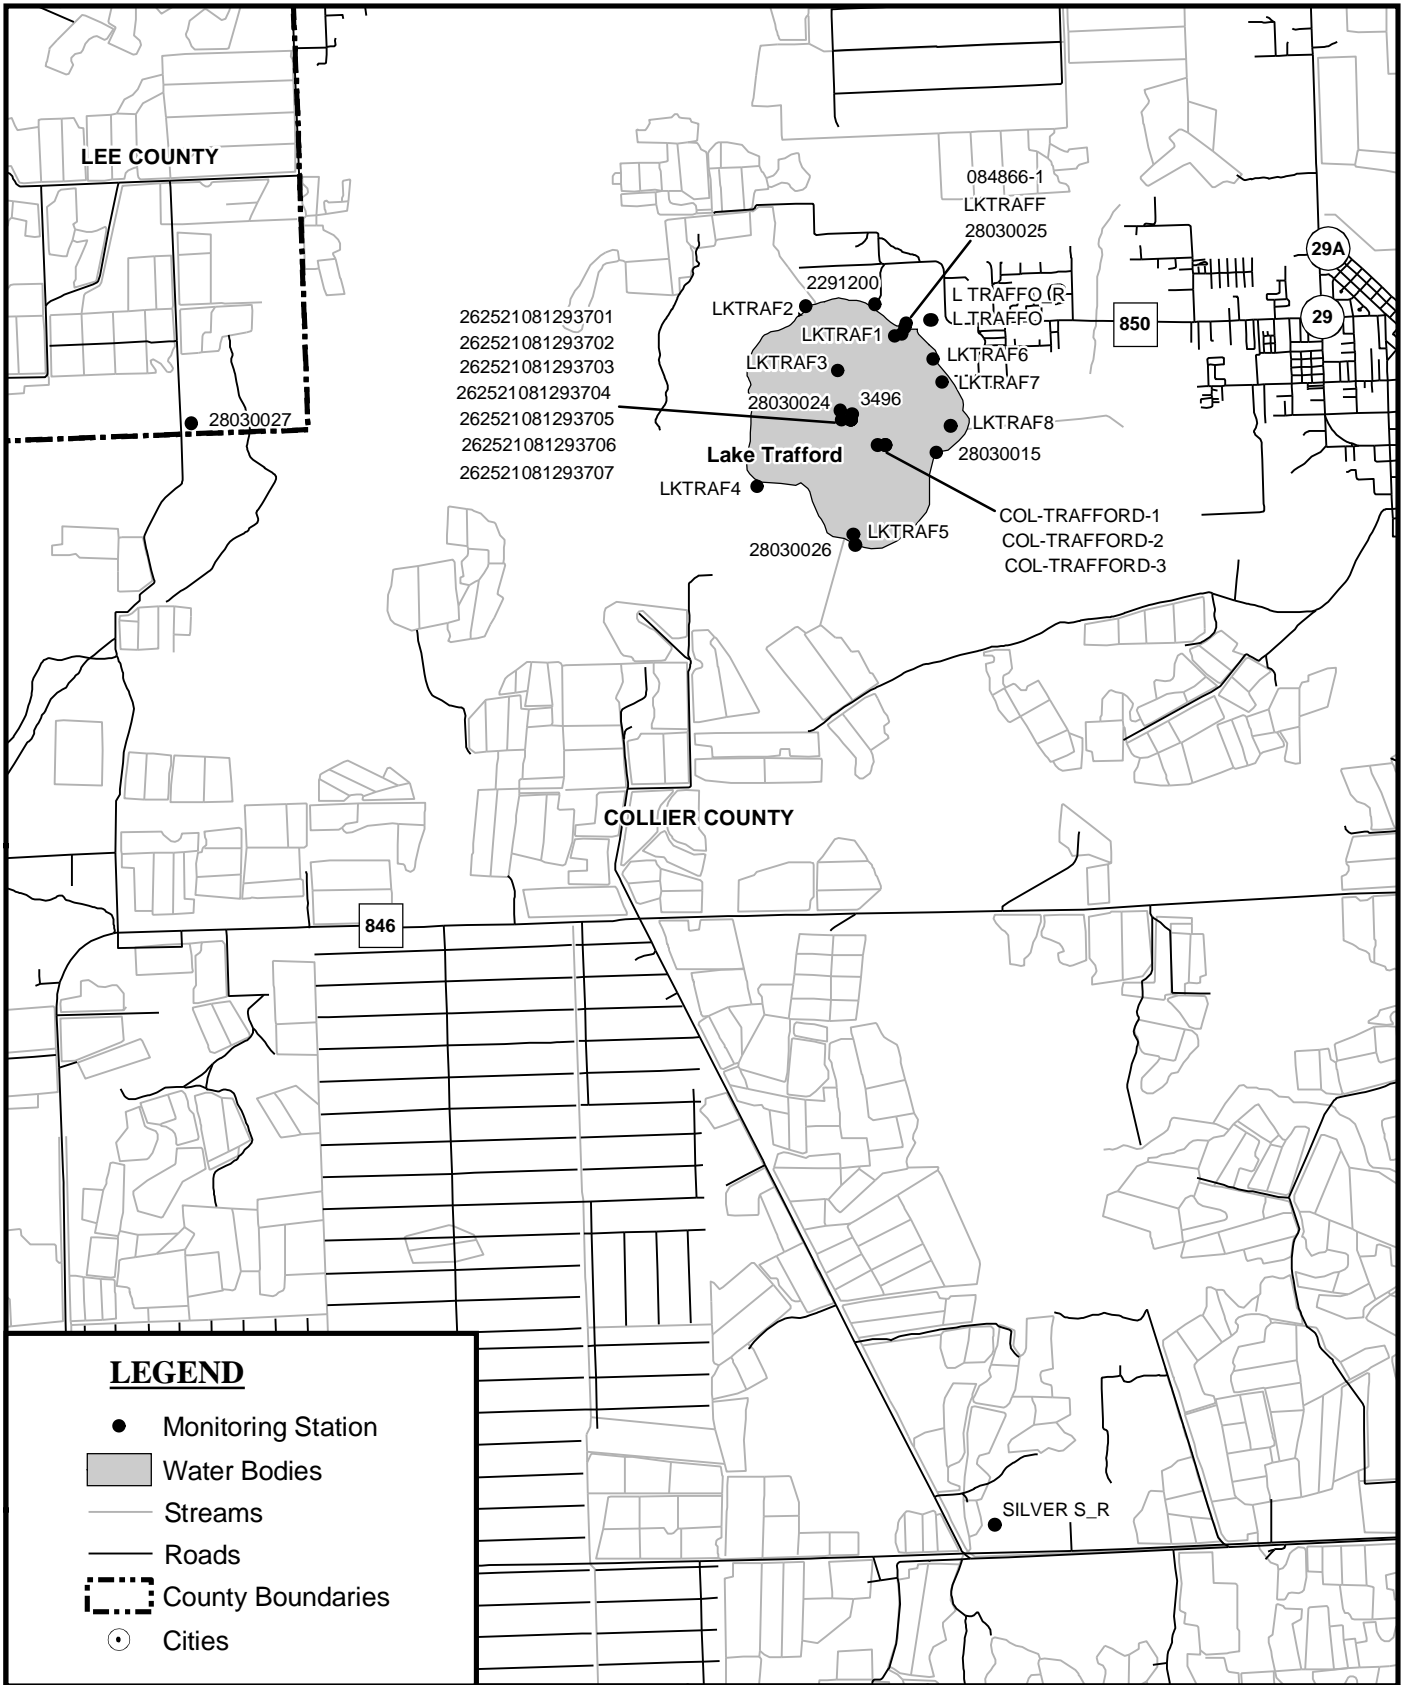 LEE COUNTY
084866-1
LKTRAFF
28030025
29A
29
850
2291200
L TRAFFO_R
L.TRAFFO
LKTRAF2
LKTRAF1
LKTRAF6
LKTRAF3
LKTRAF7
262521081293701
262521081293702
262521081293703
262521081293704
262521081293705
262521081293706
262521081293707
28030024
3496
28030027
LKTRAF8
Lake Trafford
28030015
LKTRAF4
COL-TRAFFORD-1
COL-TRAFFORD-2
COL-TRAFFORD-3
LKTRAF5
28030026
COLLIER COUNTY
846
SILVER S_R
LEGEND
Monitoring Station
Water Bodies
Streams
Roads
County Boundaries
Cities